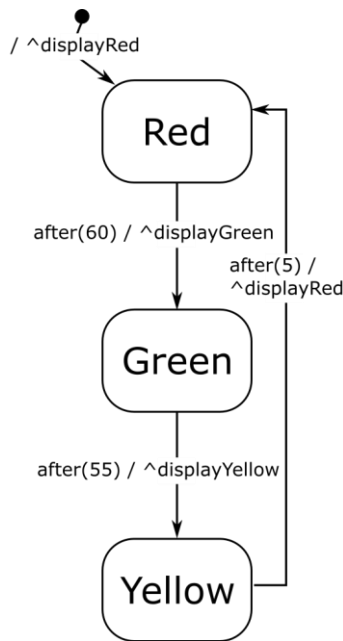 / ^displayRed
Red
after(60) / ^displayGreen
after(5) /
^displayRed
Green
after(55) / ^displayYellow
Yellow